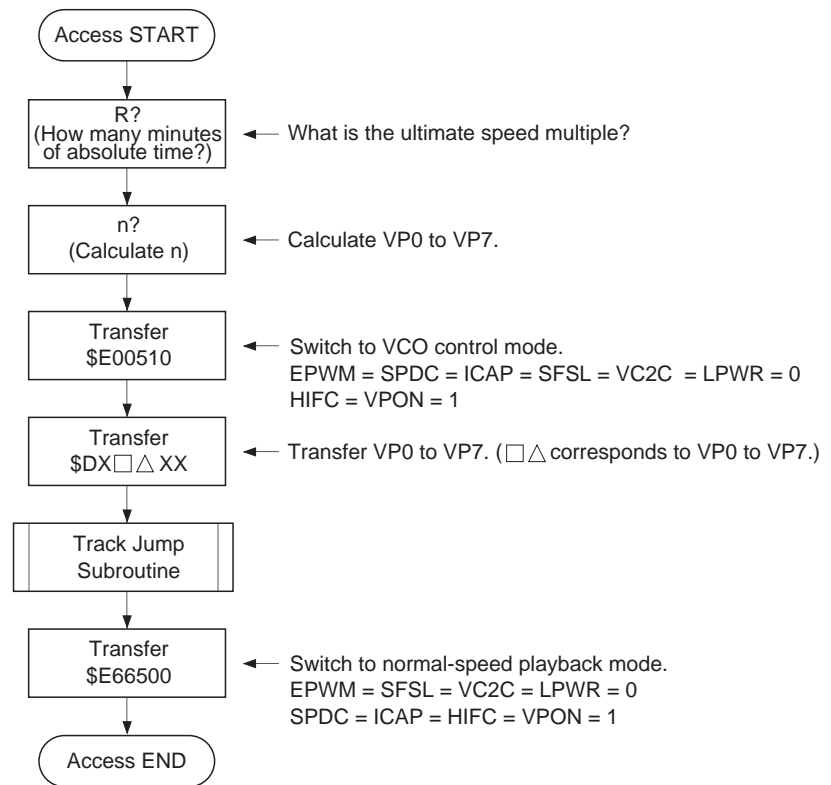 Access START
R?
(How many minutes
of absolute time?)
What is the ultimate speed multiple?
n?
(Calculate n)
Calculate VP0 to VP7.
Transfer
$E00510
Switch to VCO control mode.
EPWM = SPDC = ICAP = SFSL = VC2C = LPWR = 0
HIFC = VPON = 1
Transfer
$DX□△ XX
Transfer VP0 to VP7. (□△ corresponds to VP0 to VP7.)
Track Jump
Subroutine
Transfer
$E66500
Switch to normal-speed playback mode.
EPWM = SFSL = VC2C = LPWR = 0
SPDC = ICAP = HIFC = VPON = 1
Access END